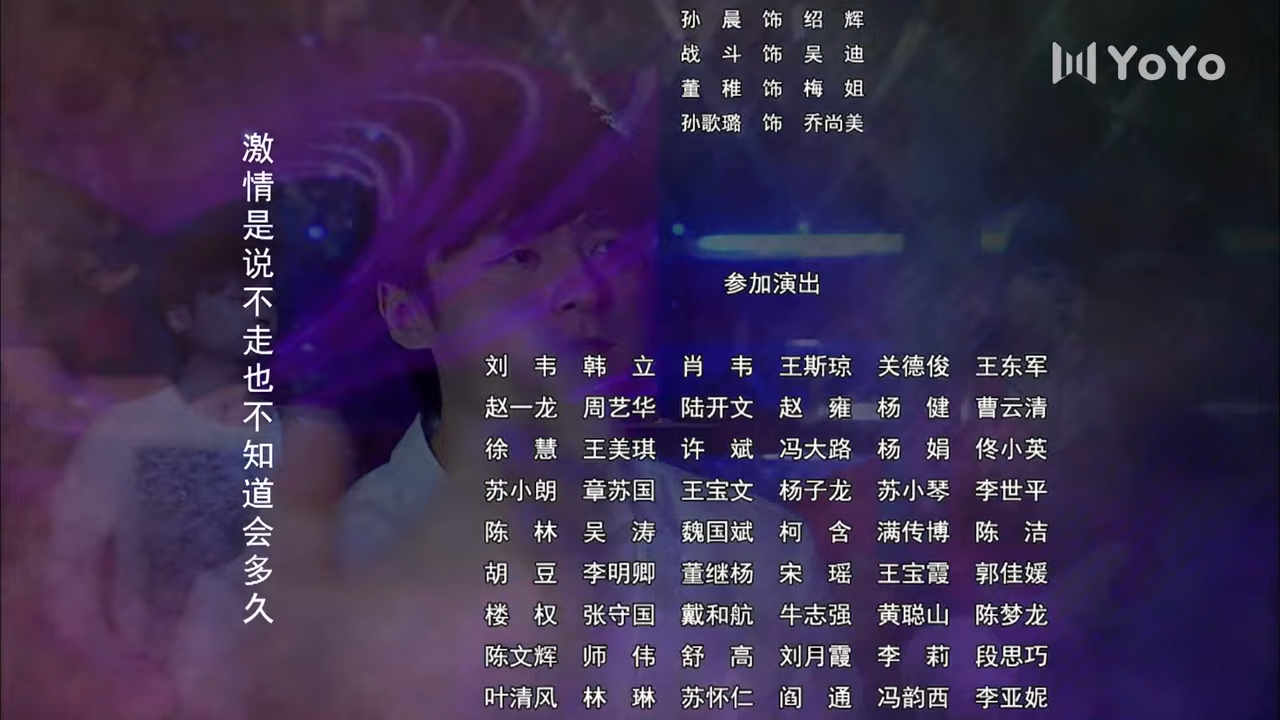 孙 晨 饰 绍 辉
战 斗 饰 吴 迪
董 稚 饰 梅 姐
孙歌璐 饰 乔尚美
YoYo
激情是说不走也不知道会多久
参加演出
刘 韦 韩 立 肖 韦 王斯琼 关德俊 王东军
赵一龙 周艺华 陆开文 赵 雍 杨 健 曹云清
徐 慧 王美琪 许 斌 冯大路 杨 娟 佟小英
苏小朗 章苏国 王宝文 杨子龙 苏小琴 李世平
陈 林 吴 涛 魏国斌 柯 含 满传博 陈 洁
胡 豆 李明卿 董继杨 宋 瑶 王宝霞 郭佳媛
楼 权 张守国 戴和航 牛志强 黄聪山 陈梦龙
陈文辉 师 伟 舒 高 刘月霞 李 莉 段思巧
叶清风 林 琳 苏怀仁 阎 通 冯韵西 李亚妮